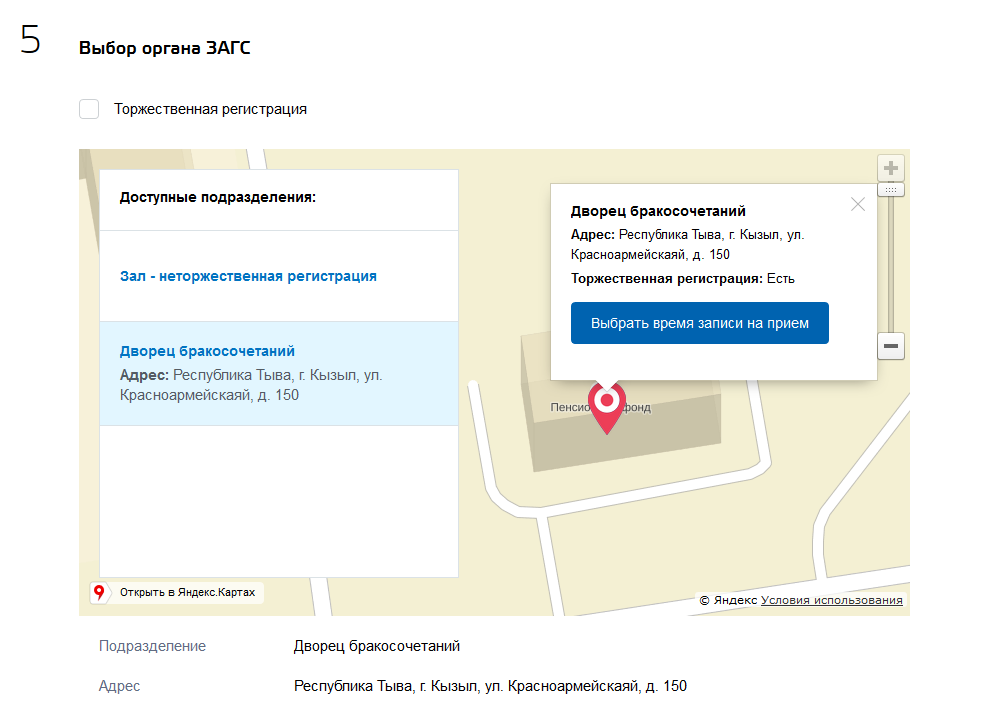 5
Выбор органа ЗАГС
Торжественная регистрация
Доступные подразделения:
Зал - неторжественная регистрация
Дворец бракосочетаний
Адрес: Республика Тыва, г. Кызыл, ул.
Красноармейскаяй, д. 150
Дворец бракосочетаний
Адрес: Республика Тыва, г. Кызыл, ул.
Красноармейскаяй, д. 150
Торжественная регистрация: Есть
Выбрать время записи на прием
фонд
Открыть в Яндекс.Картах
© Яндекс Условия использования
Подразделение
Дворец бракосочетаний
Адрес
Республика Тыва, г. Кызыл, ул. Красноармейскаяй, д. 150